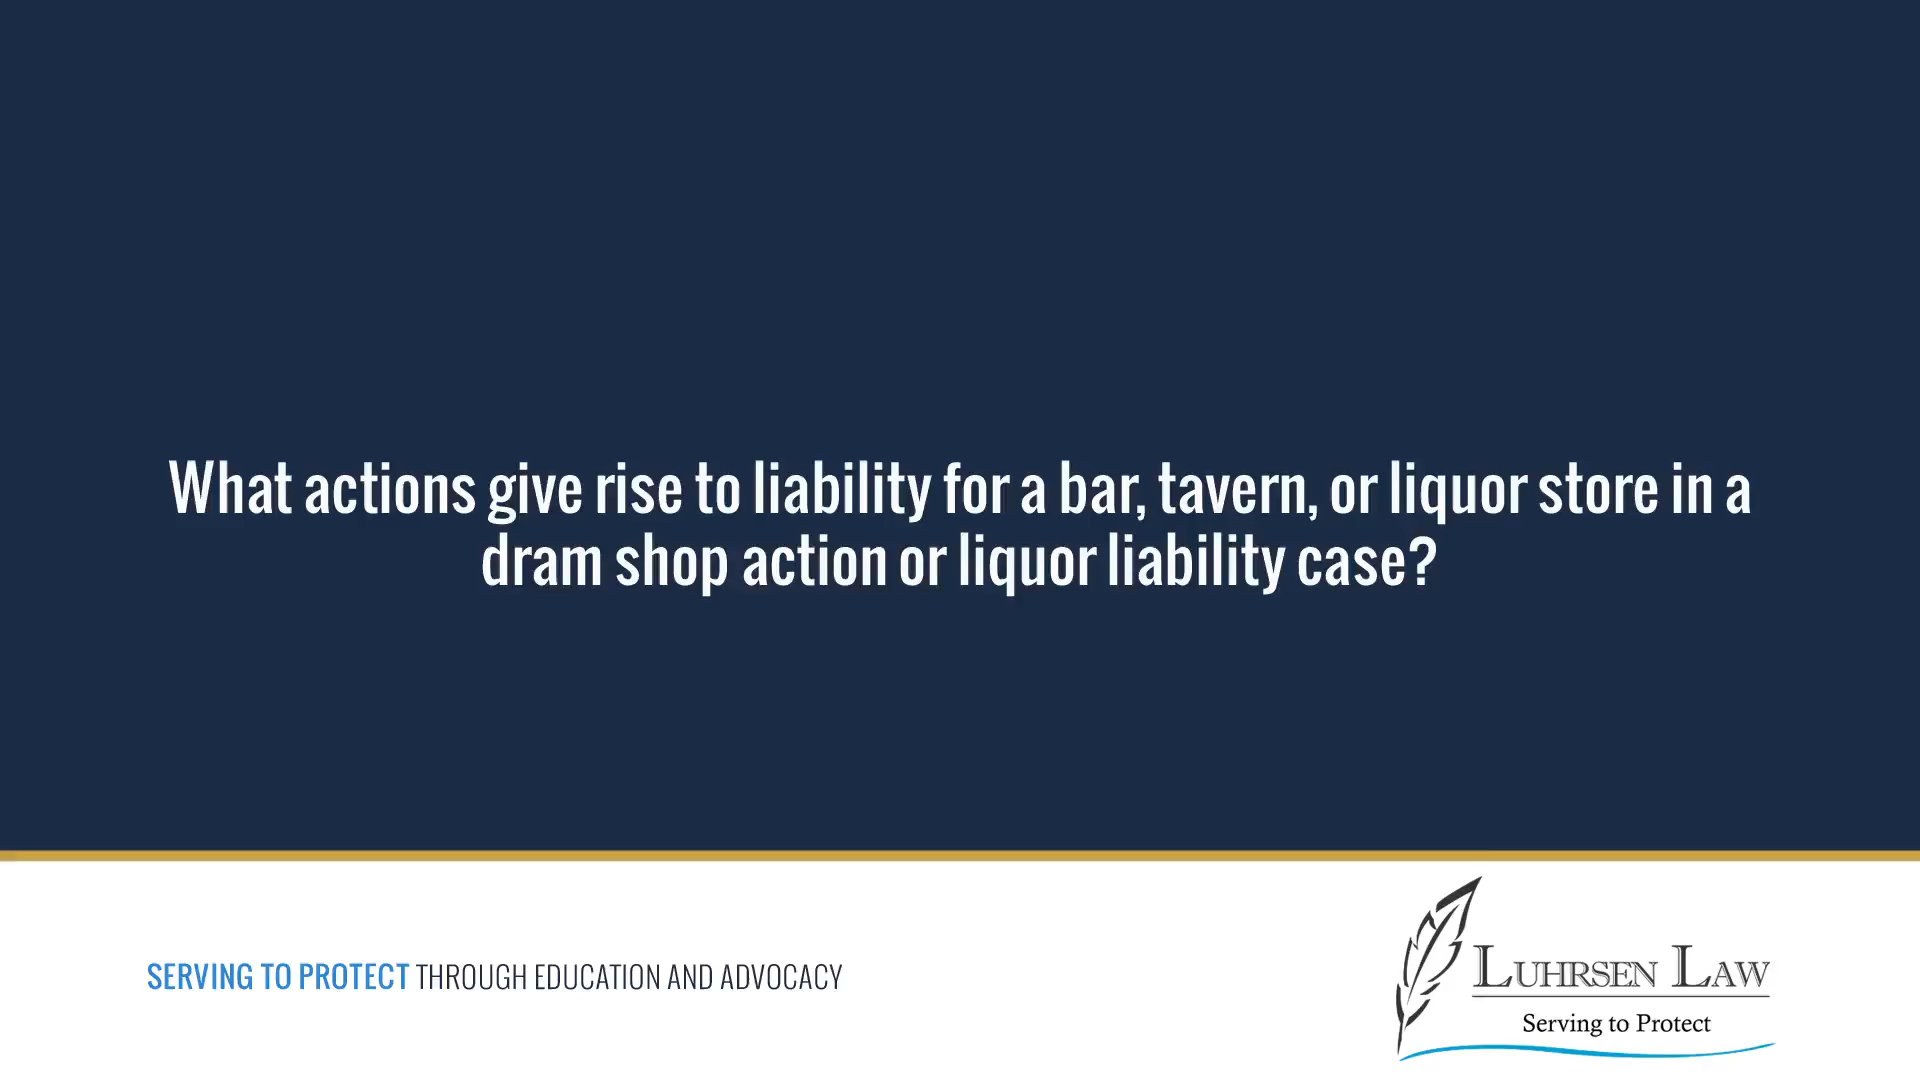 What actions give rise to liability for a bar, tavern, or liquor store in a
dram shop action or liquor liability case?
SERVING TO PROTECT THROUGH EDUCATION AND ADVOCACY
LUHRSEN LAW
Serving to Protect